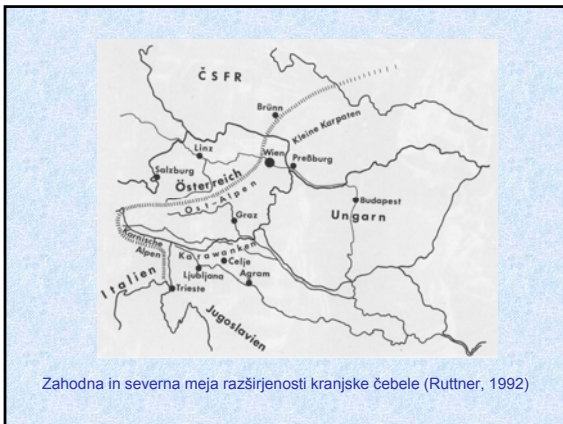 ČSFR
Brünn
Kleine Karpaten
Linz
Wien
Preßburg
Salzburg
Österreich
Ost-Alpen
Budapest
Ungarn
Graz
Karnische
Alpen
Karawanken
Celje
Ljubljana
Agram
Italien
Trieste
Jugoslavien
Zahodna in severna meja razširjenosti kranjske čebele (Ruttner, 1992)